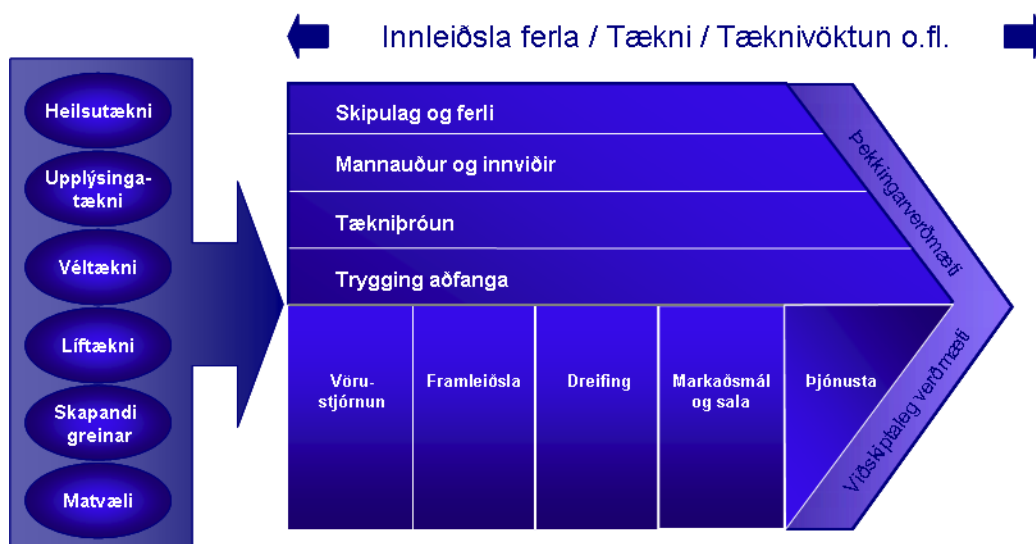 Innleiðsla ferla / Tækni / Tæknivöktun o.fl.
Heilsutækni
Upplýsinga-
tækni
Véltækni
Líftækni
Skapandi
greinar
Matvæli
Skipulag og ferli
Mannauður og innviðir
Tækniþróun
Trygging aðfanga
Vöru-
stjórnun
Framleiðsla
Dreifing
Markaðsmál
og sala
Þjónusta
Þekkingarverðmæti
Viðskiptaleg verðmæti